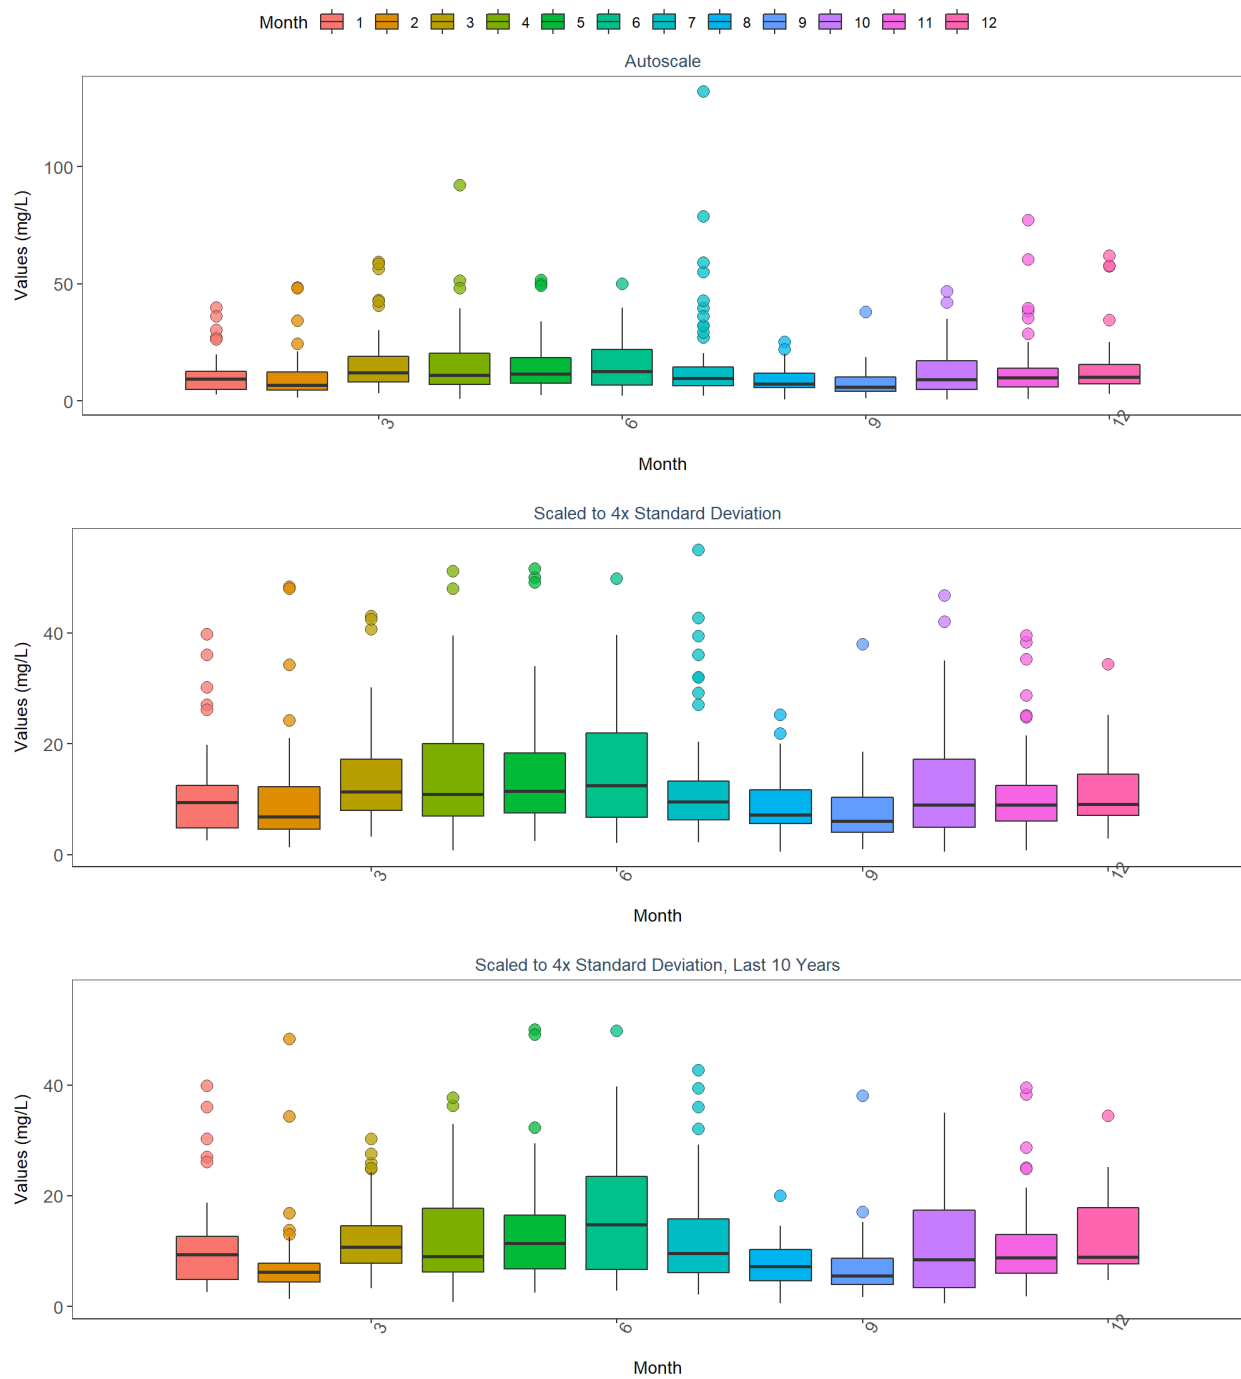 Month 1 2 3 4 5 6 7 8 9 10 11 12
Autoscale
Values (mg/L)
100
50
0
3 6 9 12
Month
Scaled to 4x Standard Deviation
Values (mg/L)
40
20
0
3 6 9 12
Month
Scaled to 4x Standard Deviation, Last 10 Years
Values (mg/L)
40
20
0
3 6 9 12
Month